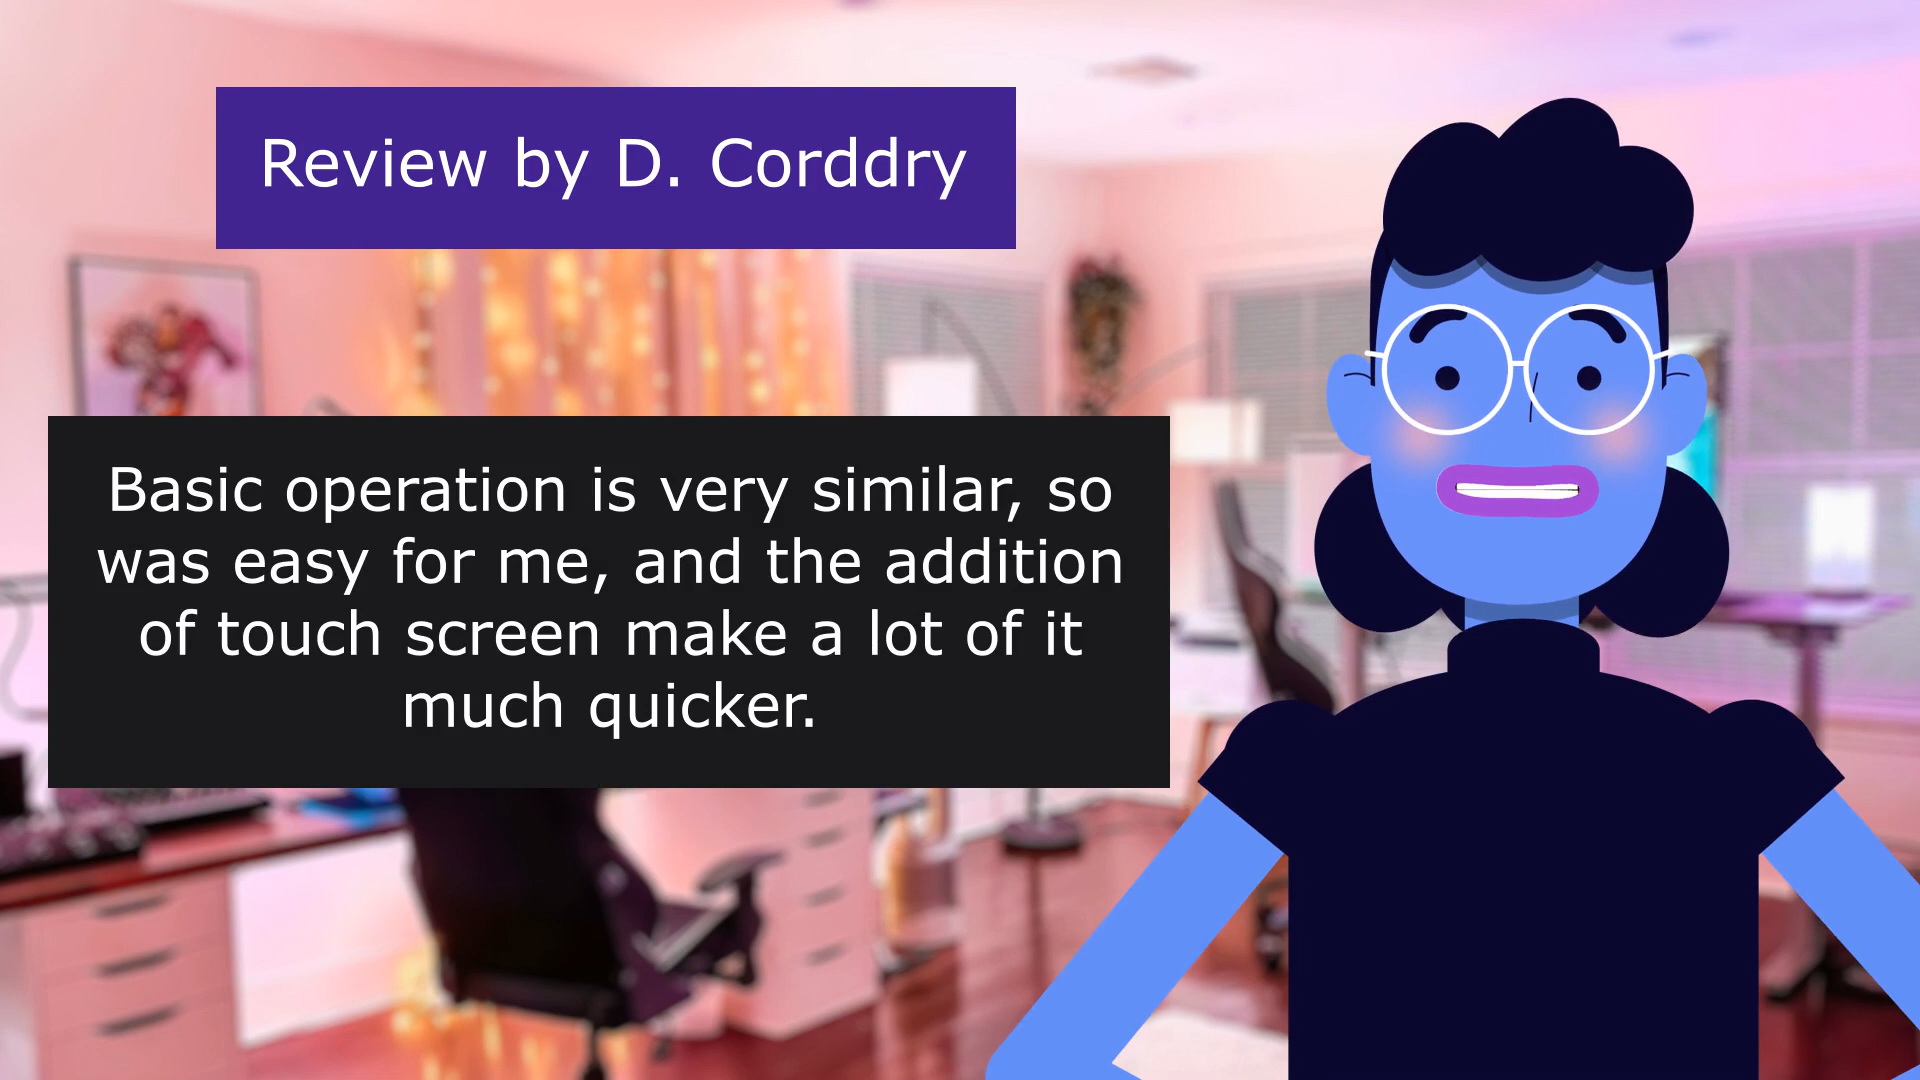 Review by D. Corddry
Basic operation is very similar, so
was easy for me, and the addition
of touch screen make a lot of it
much quicker.